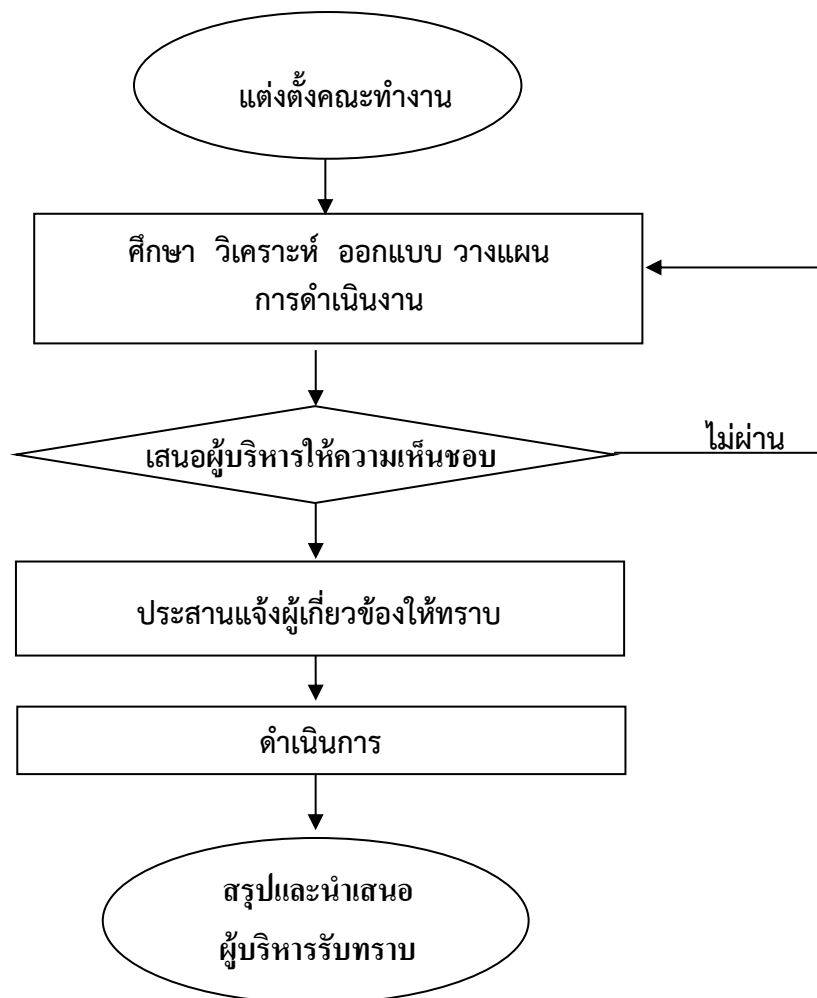 แต่งตั้งคณะทำงาน
ศึกษา วิเคราะห์ ออกแบบ วางแผน
การดำเนินงาน
เสนอผู้บริหารให้ความเห็นชอบ
ไม่ผ่าน
ประสานแจ้งผู้เกี่ยวข้องให้ทราบ
ดำเนินการ
สรุปและนำเสนอ
ผู้บริหารรับทราบ